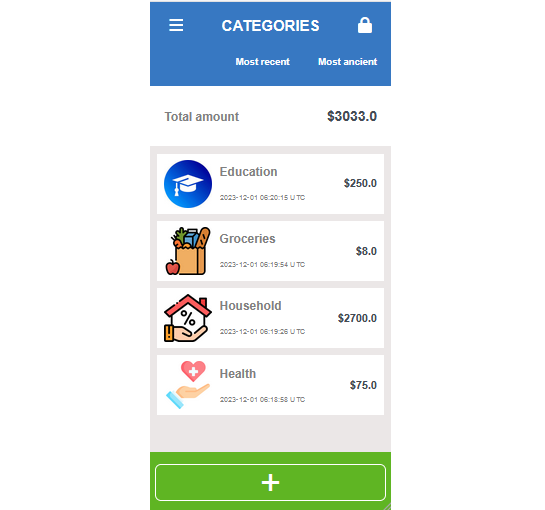 CATEGORIES
Most recent Most ancient
Total amount $3033.0
Education
$250.0
2023-12-01 06:20:15 UTC
Groceries
$8.0
2023-12-01 06:19:54 UTC
Household
$2700.0
2023-12-01 06:19:26 UTC
Health
$75.0
2023-12-01 06:18:58 UTC
+